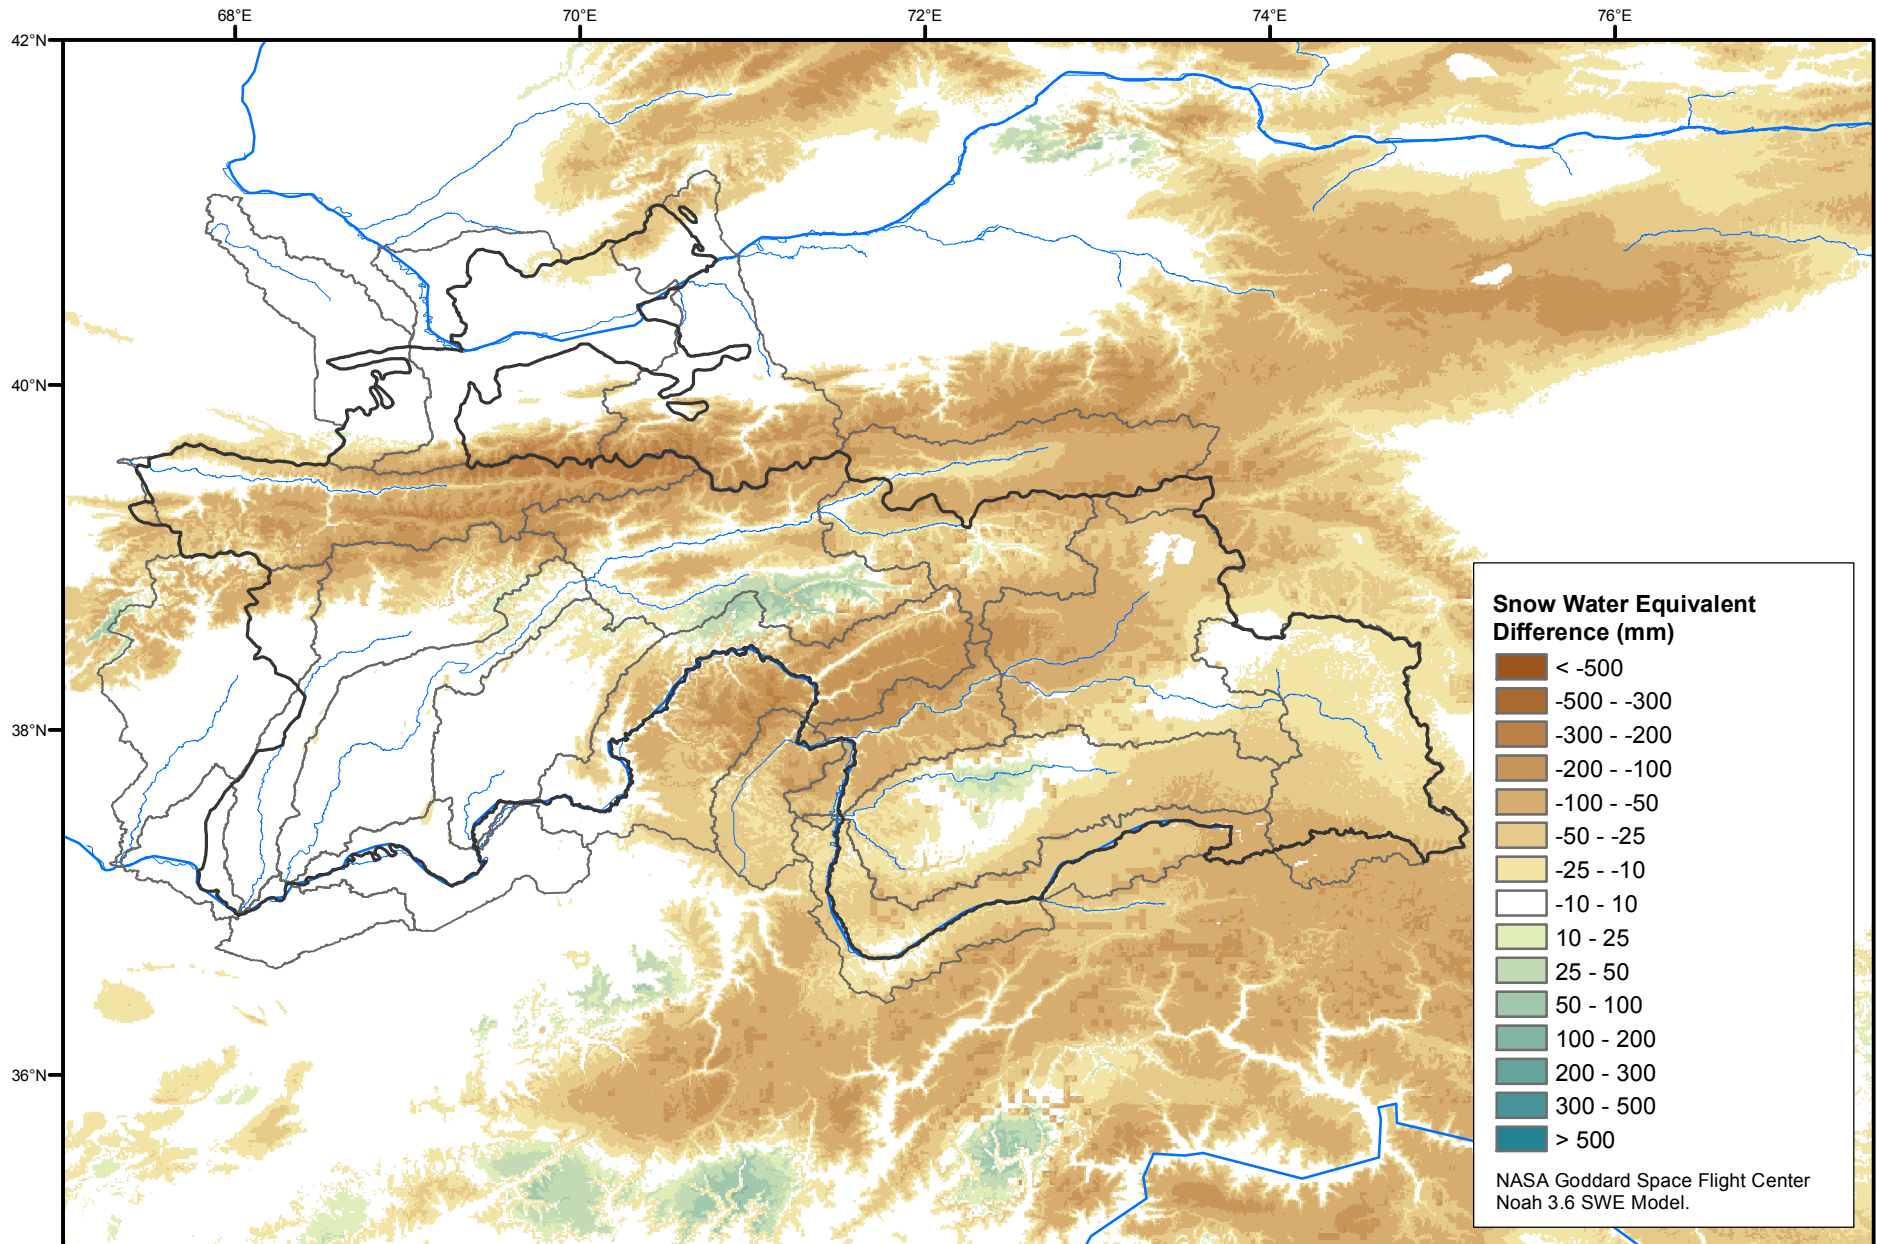 68°E 70°E 72°E 74°E 76°E
42°N
40°N
38°N
36°N
Snow Water Equivalent
Difference (mm)
< -500
-500 - -300
-300 - -200
-200 - -100
-100 - -50
-50 - -25
-25 - -10
-10 - 10
10 - 25
25 - 50
50 - 100
100 - 200
200 - 300
300 - 500
> 500
NASA Goddard Space Flight Center
Noah 3.6 SWE Model.